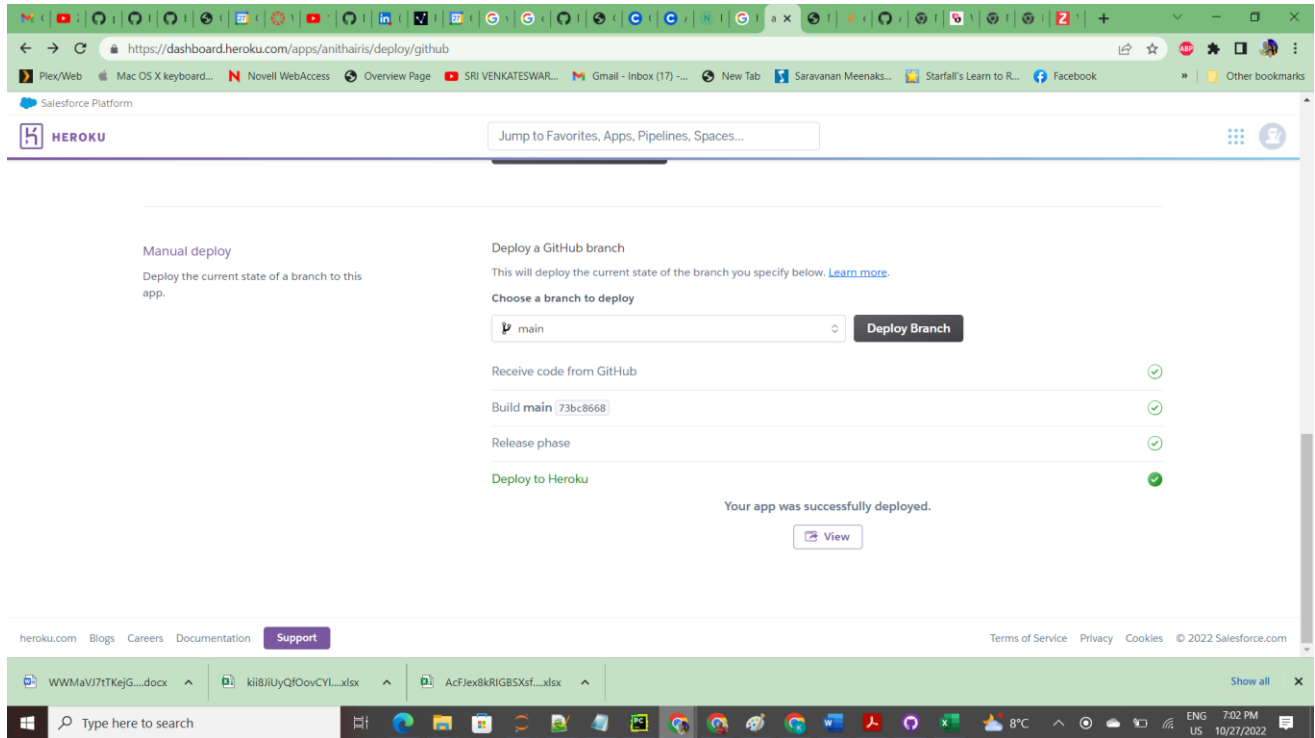 https://dashboard.heroku.com/apps/anithairis/deploy/github
Plex/Web Mac OS X keyboard... Novell WebAccess Overview Page SRI VENKATESWAR... Gmail - Inbox (17) -... New Tab Saravanan Meenaks... Starfall's Learn to R... Facebook » Other bookmarks
Salesforce Platform
HEROKU
Jump to Favorites, Apps, Pipelines, Spaces...
Manual deploy
Deploy the current state of a branch to this
app.
Deploy a GitHub branch
This will deploy the current state of the branch you specify below. Learn more.
Choose a branch to deploy
main
Deploy Branch
Receive code from GitHub
Build main 73bc8668
Release phase
Deploy to Heroku
Your app was successfully deployed.
View
heroku.com Blogs Careers Documentation Support
Terms of Service Privacy Cookies © 2022 Salesforce.com
WWMaVJ7tTKejG....docx kii8JiUyQfOovCYl....xlsx AcFJex8kRIGBSXsf....xlsx Show all
Type here to search
8°C
ENG 7:02 PM
US 10/27/2022